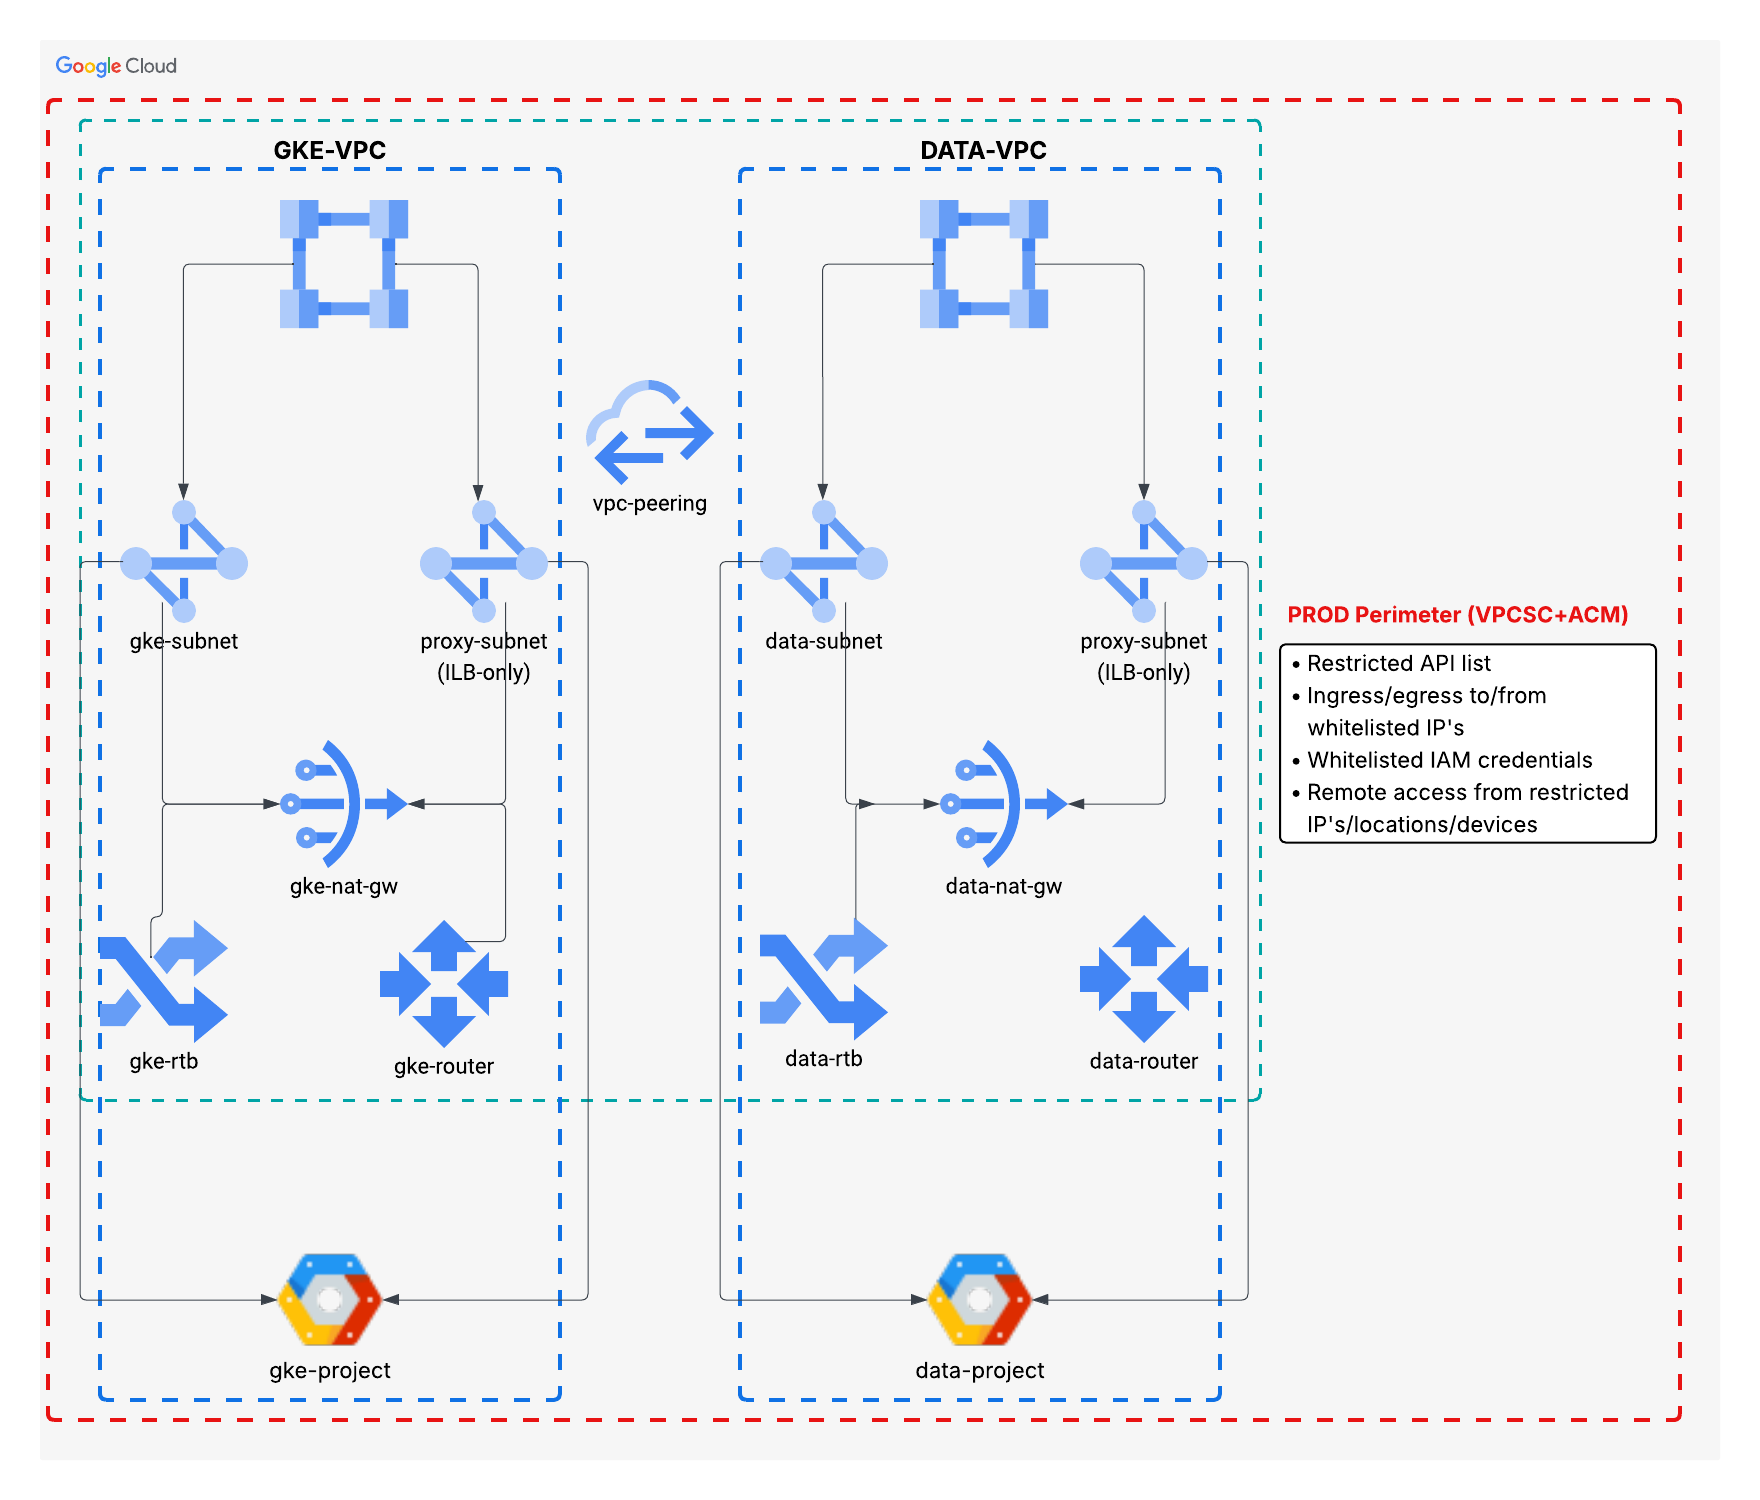 Google Cloud
GKE-VPC
DATA-VPC
vpc-peering
gke-subnet
proxy-subnet
(ILB-only)
data-subnet
proxy-subnet
(ILB-only)
PROD Perimeter (VPCSC+ACM)
• Restricted API list
• Ingress/egress to/from
whitelisted IP's
• Whitelisted IAM credentials
• Remote access from restricted
IP's/locations/devices
gke-nat-gw
data-nat-gw
gke-rtb
gke-router
data-rtb
data-router
gke-project
data-project